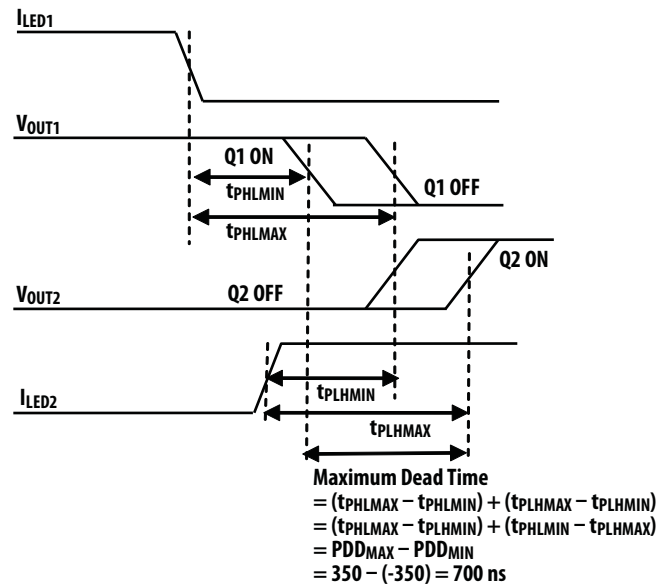 ILED1
VOUT1
Q1 ON
tPHLMIN
Q1 OFF
tPHLMAX
Q2 ON
VOUT2
Q2 OFF
tPLHMIN
ILED2
tPLHMAX
Maximum Dead Time
= (tPHLMAX – tPHLMIN) + (tPLHMAX – tPLHMIN)
= (tPHLMAX – tPHLMIN) + (tPHLMIN – tPLHMAX)
= PDDMAX – PDDMIN
= 350 – (-350) = 700 ns